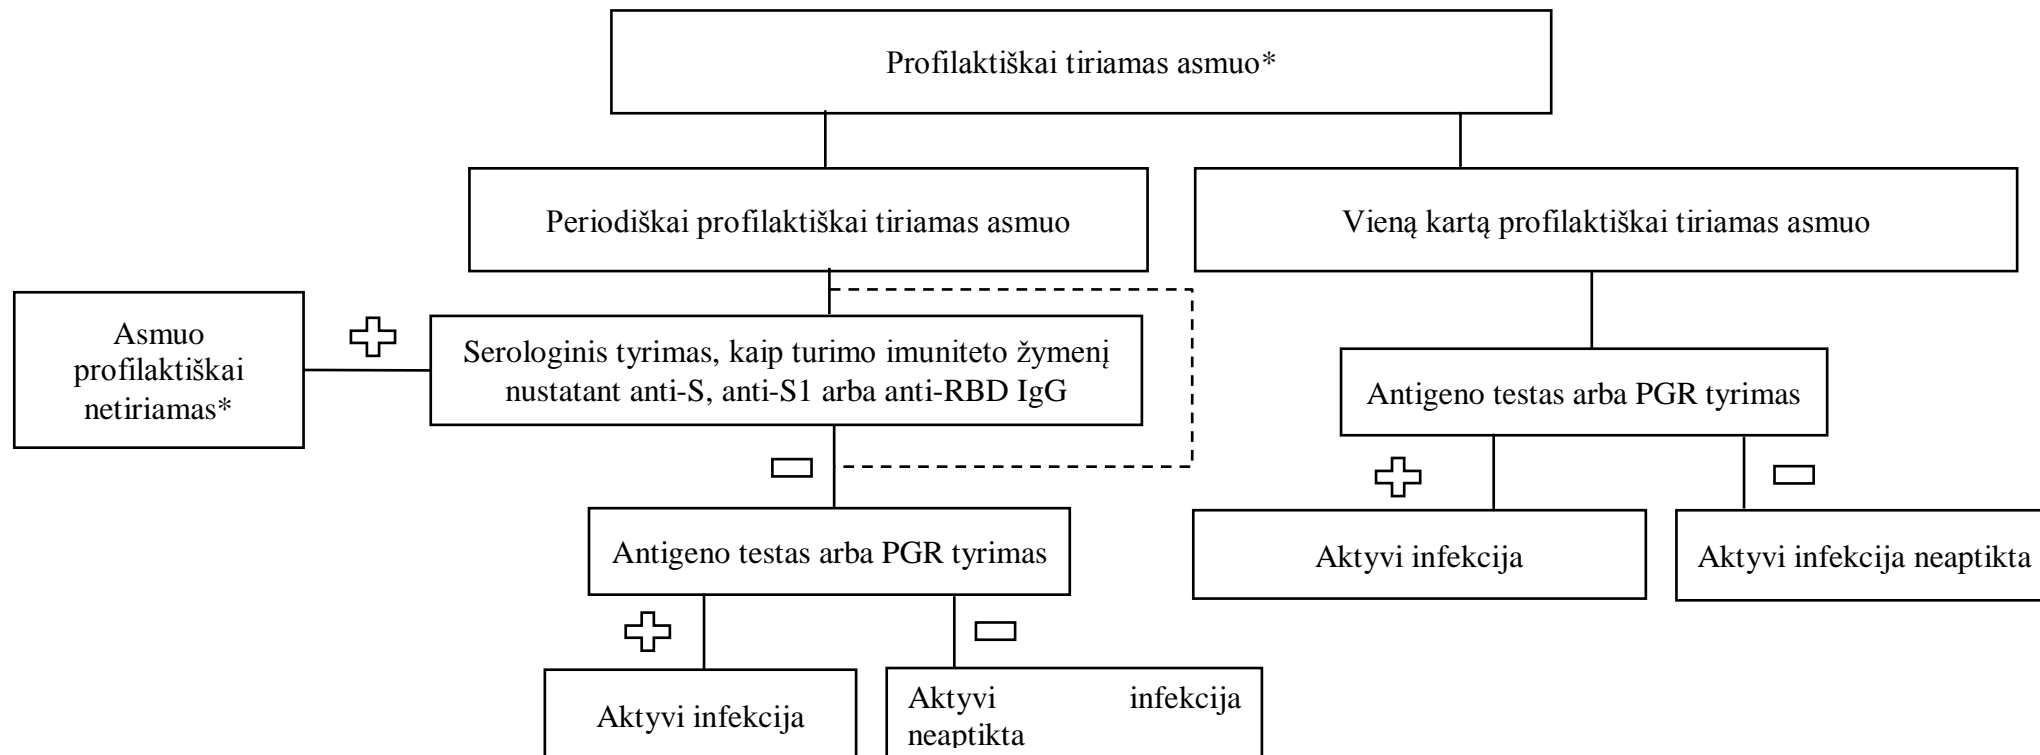 Profilaktiškai tiriamas asmuo*
Periodiškai profilaktiškai tiriamas asmuo
Vieną kartą profilaktiškai tiriamas asmuo
Asmuo
profilaktiškai
netiriamas*
Serologinis tyrimas, kaip turimo imuniteto žymenį
nustatant anti-S, anti-S1 arba anti-RBD IgG
Antigeno testas arba PGR tyrimas
Antigeno testas arba PGR tyrimas
Aktyvi infekcija
Aktyvi infekcija neaptikta
Aktyvi infekcija
Aktyvi infekcija
neaptikta